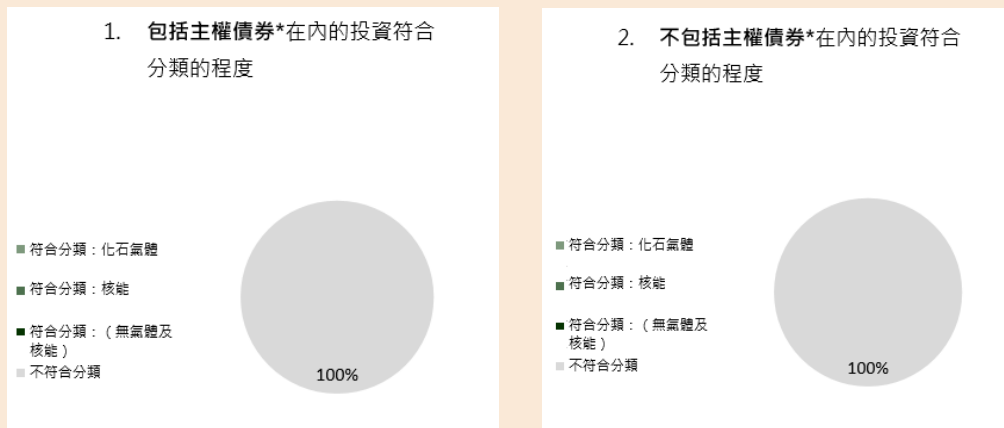 1. 包括主權債券*在內的投資符合
分類的程度
符合分類：化石氣體
符合分類：核能
符合分類：（無氣體及
核能）
不符合分類
100%
2. 不包括主權債券*在內的投資符合
分類的程度
符合分類：化石氣體
符合分類：核能
符合分類：（無氣體及
核能）
不符合分類
100%